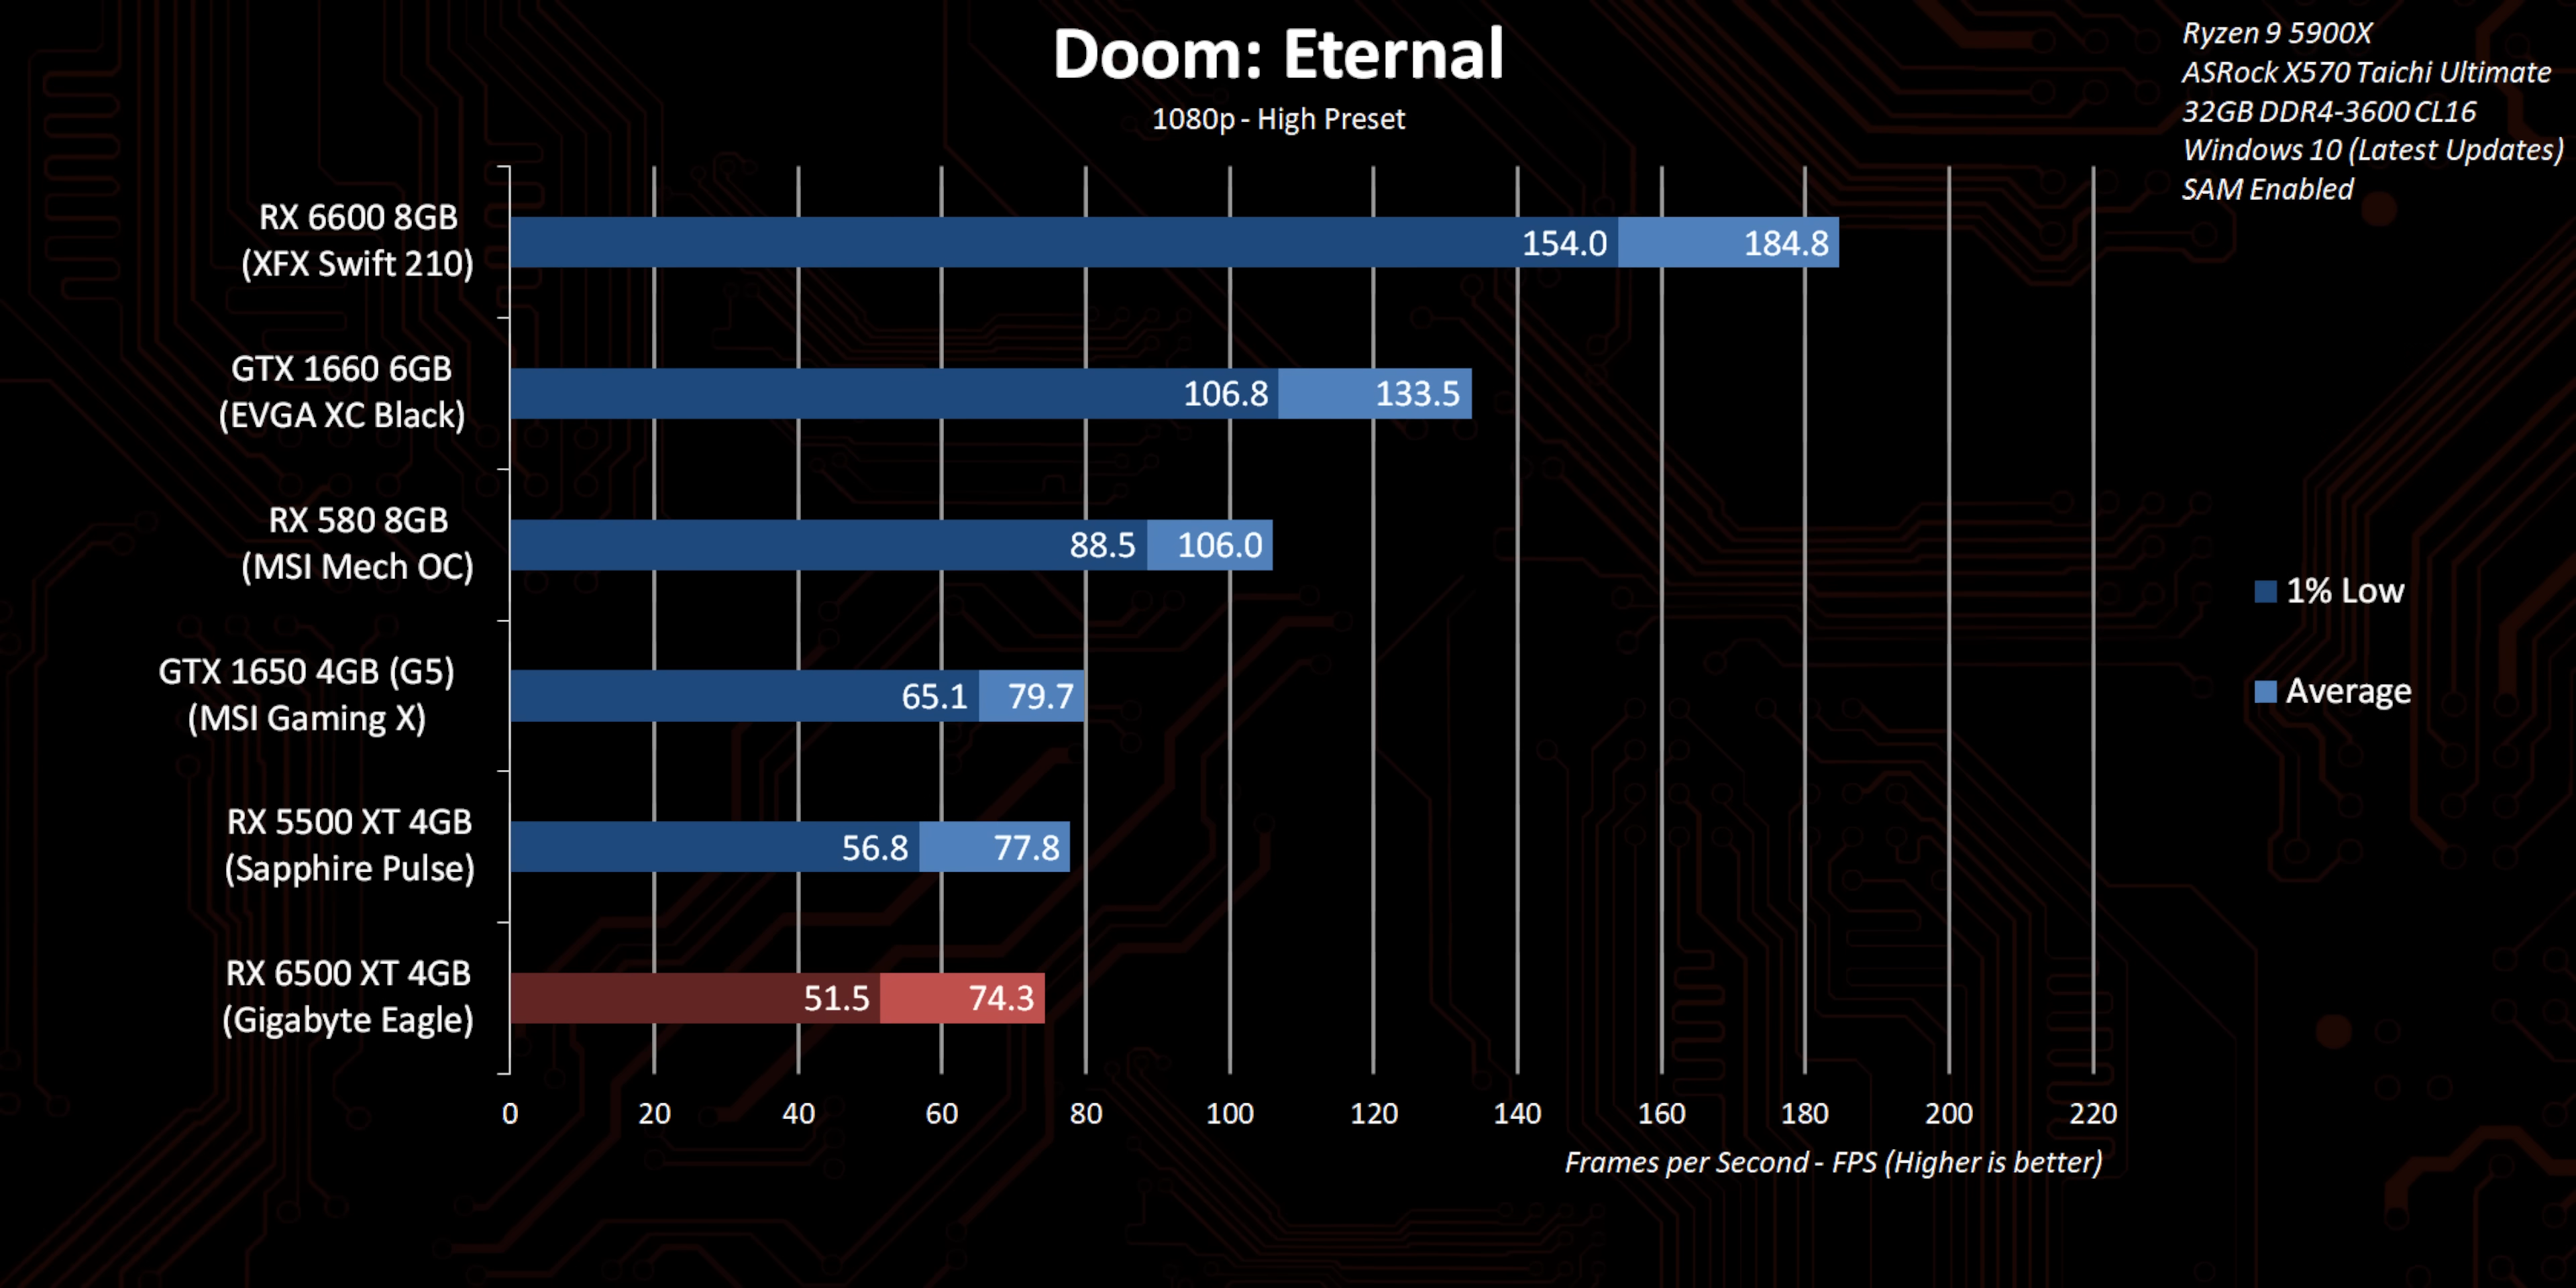 Doom: Eternal
1080p - High Preset
Ryzen 9 5900X
ASRock X570 Taichi Ultimate
32GB DDR4-3600 CL16
Windows 10 (Latest Updates)
SAM Enabled
RX 6600 8GB
(XFX Swift 210)
154.0 184.8
GTX 1660 6GB
(EVGA XC Black)
106.8 133.5
RX 580 8GB
(MSI Mech OC)
88.5 106.0
GTX 1650 4GB (G5)
(MSI Gaming X)
65.1 79.7
RX 5500 XT 4GB
(Sapphire Pulse)
56.8 77.8
RX 6500 XT 4GB
(Gigabyte Eagle)
51.5 74.3
1% Low
Average
0 20 40 60 80 100 120 140 160 180 200 220
Frames per Second - FPS (Higher is better)